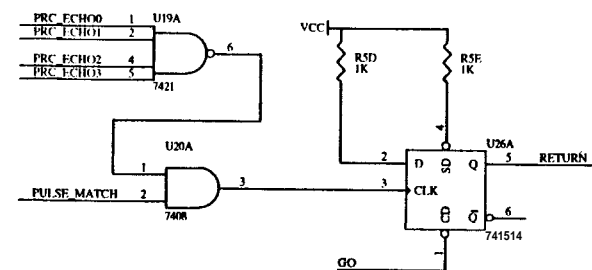 PRC_ECHO0 1 U19A
PRC_ECHO1 2
6
PRC_ECHO2 4
PRC_ECHO3 5
7421
VCC
R5D
1K
R5E
1K
4
U20A
1
PULSE_MATCH 2
3
7408
U26A
2 D SD Q 5 RETURN
3 CLK
CD Q 6
741514
1
GO